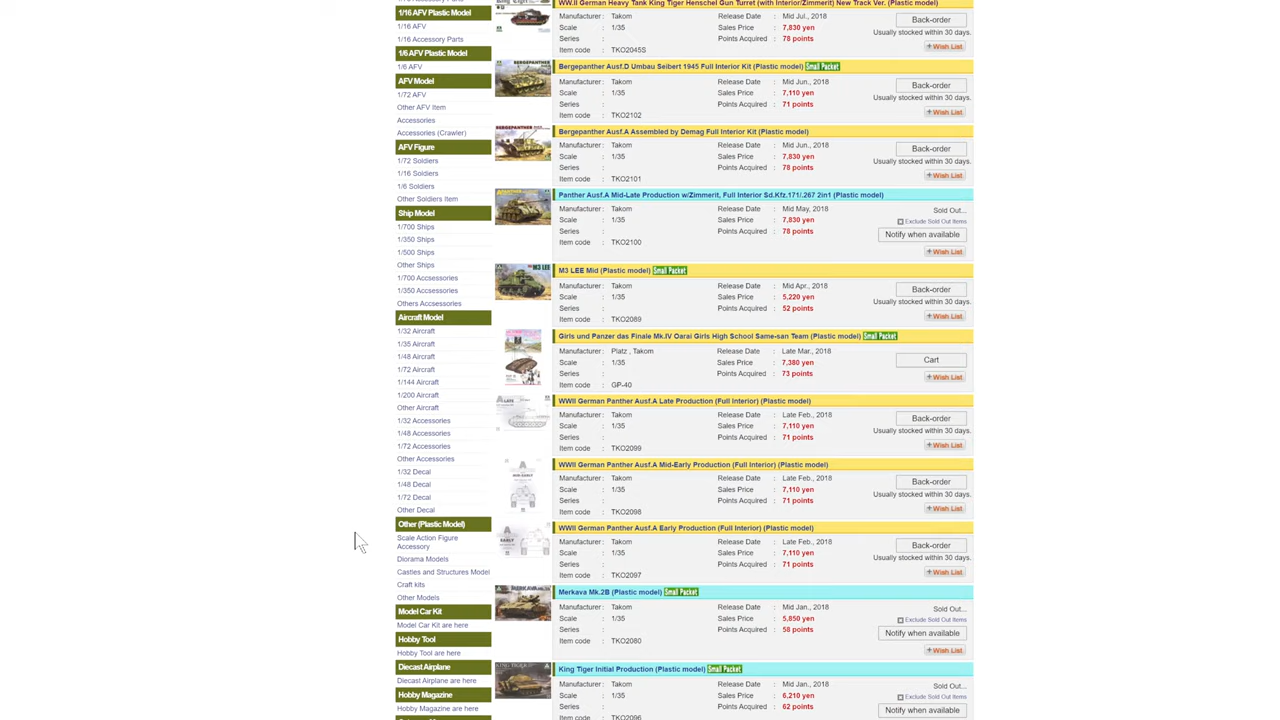 1/16 AFV Plastic Model
1/16 AFV
1/16 Accessory Parts
1/6 AFV Plastic Model
1/6 AFV
AFV Model
1/72 AFV
Other AFV Item
Accessories
Accessories (Crawler)
AFV Figure
1/72 Soldiers
1/16 Soldiers
1/6 Soldiers
Other Soldiers Item
Ship Model
1/700 Ships
1/350 Ships
1/500 Ships
Other Ships
1/700 Accsessories
1/350 Accsessories
Others Accsessories
Aircraft Model
1/32 Aircraft
1/35 Aircraft
1/48 Aircraft
1/72 Aircraft
1/144 Aircraft
1/200 Aircraft
Other Aircraft
1/32 Accessories
1/48 Accessories
1/72 Accessories
Other Accessories
1/32 Decal
1/48 Decal
1/72 Decal
Other Decal
Other (Plastic Model)
Scale Action Figure
Accessory
Diorama Models
Castles and Structures Model
Craft kits
Other Models
Model Car Kit
Model Car Kit are here
Hobby Tool
Hobby Tool are here
Diecast Airplane
Diecast Airplane are here
Hobby Magazine
Hobby Magazine are here
WW.II German Heavy Tank King Tiger Henschel Gun Turret (with Interior/Zimmerit) New Track Ver. (Plastic model)
Manufacturer : Takom Release Date : Mid Jul., 2018 Back-order
Scale : 1/35 Sales Price : 7,830 yen Usually stocked within 30 days.
Series : Points Acquired : 78 points
Item code : TKO2045S +Wish List
Bergepanther Ausf.D Umbau Seibert 1945 Full Interior Kit (Plastic model) Small Packet
BERGEPANTHER
Manufacturer : Takom Release Date : Mid Jun., 2018 Back-order
Scale : 1/35 Sales Price : 7,110 yen Usually stocked within 30 days.
Series : Points Acquired : 71 points
Item code : TKO2102 +Wish List
Bergepanther Ausf.A Assembled by Demag Full Interior Kit (Plastic model)
BERGEPANTHER
Manufacturer : Takom Release Date : Mid Jun., 2018 Back-order
Scale : 1/35 Sales Price : 7,830 yen Usually stocked within 30 days.
Series : Points Acquired : 78 points
Item code : TKO2101 +Wish List
Panther Ausf.A Mid-Late Production w/Zimmerit, Full Interior Sd.Kfz.171/.267 2in1 (Plastic model)
Manufacturer : Takom Release Date : Mid May, 2018 Sold Out...
Scale : 1/35 Sales Price : 7,830 yen Exclude Sold Out Items
Series : Points Acquired : 78 points Notify when available
Item code : TKO2100 +Wish List
M3 LEE Mid (Plastic model) Small Packet
M3 LEE
Manufacturer : Takom Release Date : Mid Apr., 2018 Back-order
Scale : 1/35 Sales Price : 5,220 yen Usually stocked within 30 days.
Series : Points Acquired : 52 points
Item code : TKO2089 +Wish List
Girls und Panzer das Finale Mk.IV Oarai Girls High School Same-san Team (Plastic model) Small Packet
Manufacturer : Platz , Takom Release Date : Late Mar., 2018 Cart
Scale : 1/35 Sales Price : 7,380 yen
Series : Points Acquired : 73 points +Wish List
Item code : GP-40
WWII German Panther Ausf.A Late Production (Full Interior) (Plastic model)
LATE
Manufacturer : Takom Release Date : Late Feb., 2018 Back-order
Scale : 1/35 Sales Price : 7,110 yen Usually stocked within 30 days.
Series : Points Acquired : 71 points
Item code : TKO2099 +Wish List
WWII German Panther Ausf.A Mid-Early Production (Full Interior) (Plastic model)
MID-EARLY
Manufacturer : Takom Release Date : Late Feb., 2018 Back-order
Scale : 1/35 Sales Price : 7,110 yen Usually stocked within 30 days.
Series : Points Acquired : 71 points
Item code : TKO2098 +Wish List
WWII German Panther Ausf.A Early Production (Full Interior) (Plastic model)
EARLY
Manufacturer : Takom Release Date : Late Feb., 2018 Back-order
Scale : 1/35 Sales Price : 7,110 yen Usually stocked within 30 days.
Series : Points Acquired : 71 points
Item code : TKO2097 +Wish List
Merkava Mk.2B (Plastic model) Small Packet
MERKAVA
Manufacturer : Takom Release Date : Mid Jan., 2018 Sold Out...
Scale : 1/35 Sales Price : 5,850 yen Exclude Sold Out Items
Series : Points Acquired : 58 points Notify when available
Item code : TKO2080 +Wish List
King Tiger Initial Production (Plastic model) Small Packet
KING TIGER
Manufacturer : Takom Release Date : Mid Jan., 2018 Sold Out...
Scale : 1/35 Sales Price : 6,210 yen Exclude Sold Out Items
Series : Points Acquired : 62 points Notify when available
Item code : TKO2096